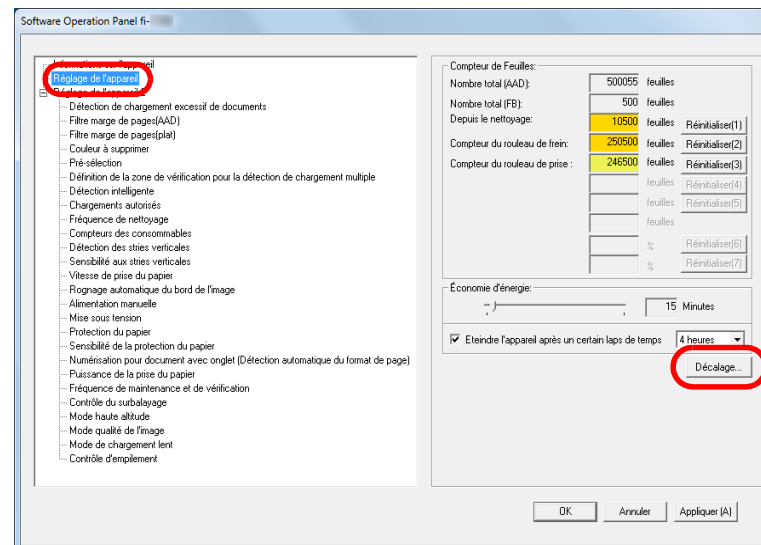 Software Operation Panel fi-
Informations sur l'appareil
Réglage de l'appareil
Réglage de l'appareil 2
Détection de chargement excessif de documents
Filtre marge de pages(AAD)
Filtre marge de pages(plat)
Couleur à supprimer
Pré-sélection
Définition de la zone de vérification pour la détection de chargement multiple
Détection intelligente
Chargements autorisés
Fréquence de nettoyage
Compteurs des consommables
Détection des stries verticales
Sensibilité aux stries verticales
Vitesse de prise du papier
Rognage automatique du bord de l'image
Alimentation manuelle
Mise sous tension
Protection du papier
Sensibilité de la protection du papier
Numérisation pour document avec onglet (Détection automatique du format de page)
Puissance de la prise du papier
Fréquence de maintenance et de vérification
Contrôle du surbalayage
Mode haute altitude
Mode qualité de l'image
Mode de chargement lent
Contrôle d'empilement
Compteur de Feuilles:
Nombre total (AAD): 500055 feuilles
Nombre total (FB): 500 feuilles
Depuis le nettoyage: 10500 feuilles Réinitialiser(1)
Compteur du rouleau de frein: 250500 feuilles Réinitialiser(2)
Compteur du rouleau de prise : 246500 feuilles Réinitialiser(3)
feuilles Réinitialiser(4)
feuilles Réinitialiser(5)
feuilles
% Réinitialiser(6)
% Réinitialiser(7)
Économie d'énergie:
15 Minutes
Eteindre l'appareil après un certain laps de temps 4 heures
Décalage...
OK Annuler Appliquer (A)